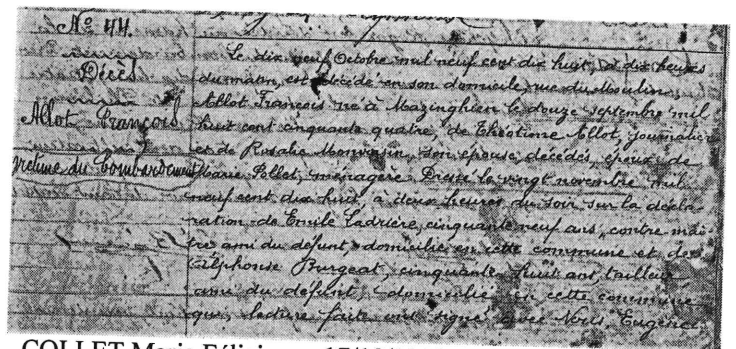 N° 44.
Décès
Allot François
victime du bombardement
Le dix neuf Octobre mil neuf cent dix huit, à dix heures
du matin, est décédé en son domicile rue du Moulin,
Allot François né à Mazinghien le douze septembre mil
huit cent cinquante quatre, de Théotime Allot, journalier
et de Rosalie son épouse, décédés, époux de
Marie Collet, ménagère. Dressé le vingt novembre mil
neuf cent dix huit, à deux heures du soir sur la décla
ration de Emile Ladrière, cinquante neuf ans, contre maî
tre ami du défunt, domicilié en cette commune et de
Alphonse Burgeat, cinquante huit ans, tailleur
ami du défunt, domicilié en cette commune
qui, lecture faite ont signé avec Nous, Eugène
COLLET Marie